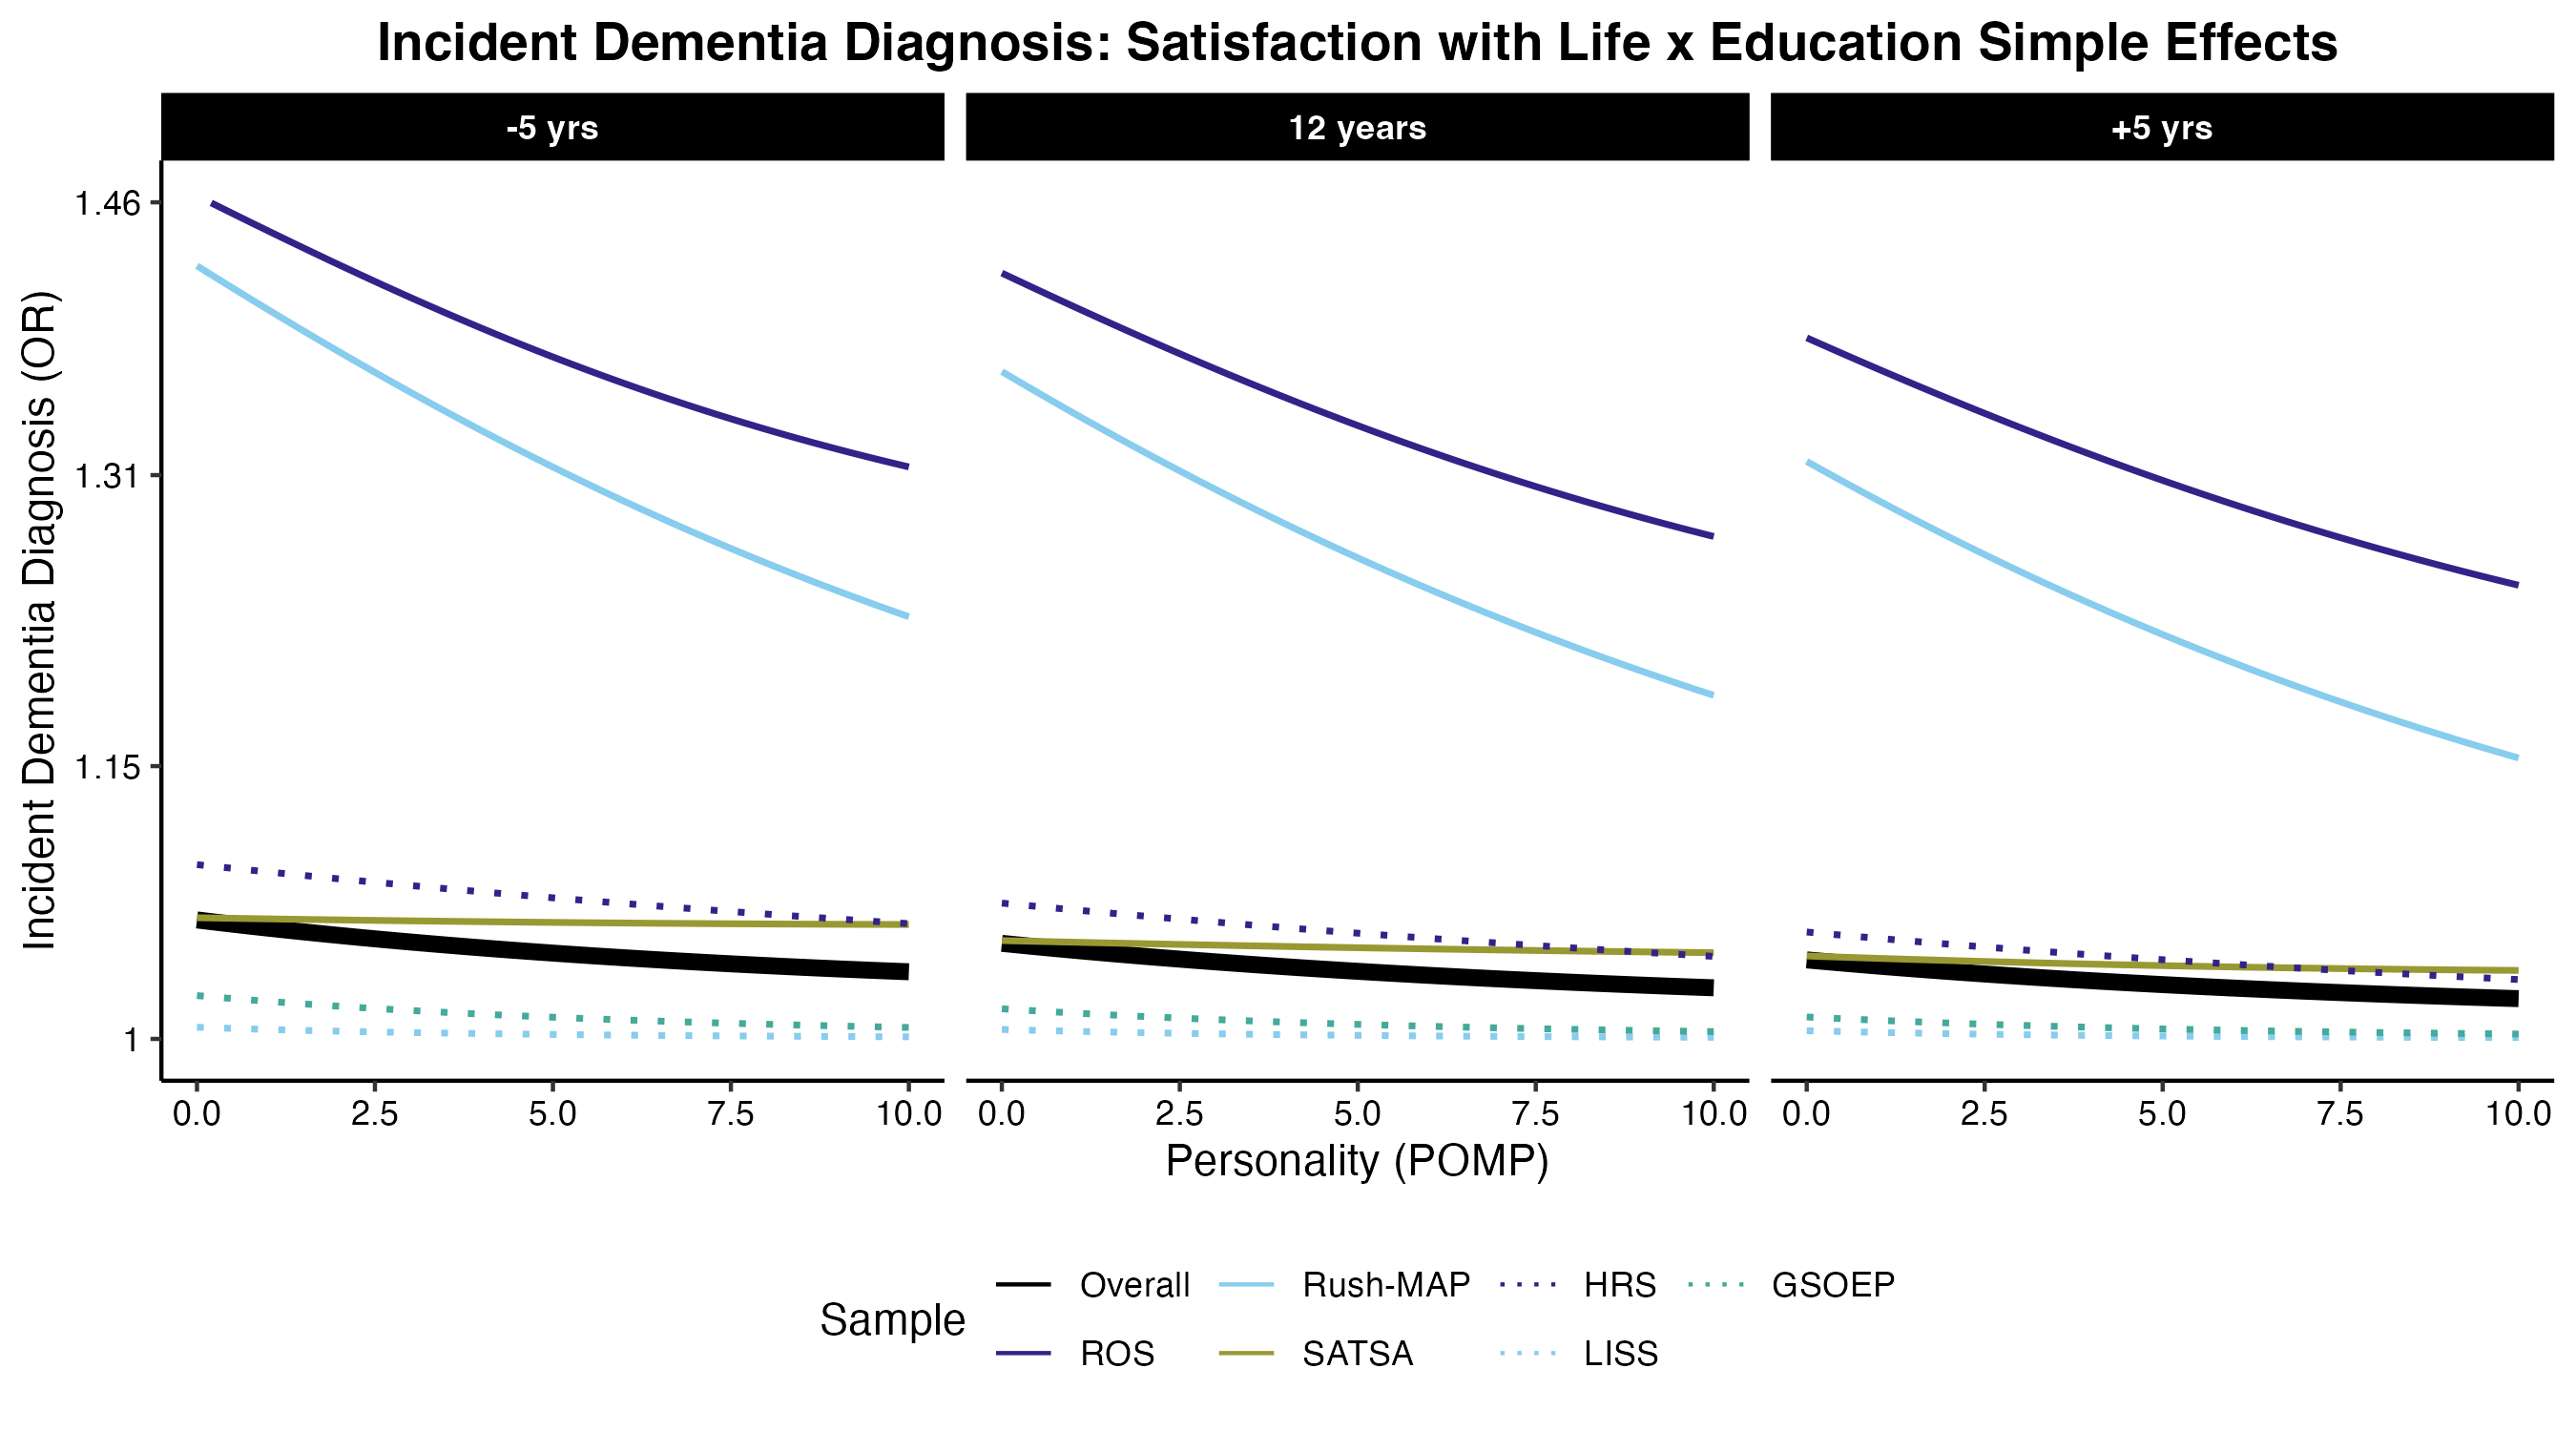 Incident Dementia Diagnosis: Satisfaction with Life x Education Simple Effects
-5 yrs
12 years
+5 yrs
Incident Dementia Diagnosis (OR)
1.46
1.31
1.15
1
0.0 2.5 5.0 7.5 10.0
0.0 2.5 5.0 7.5 10.0
0.0 2.5 5.0 7.5 10.0
Personality (POMP)
Sample
Overall Rush-MAP HRS GSOEP
ROS SATSA LISS